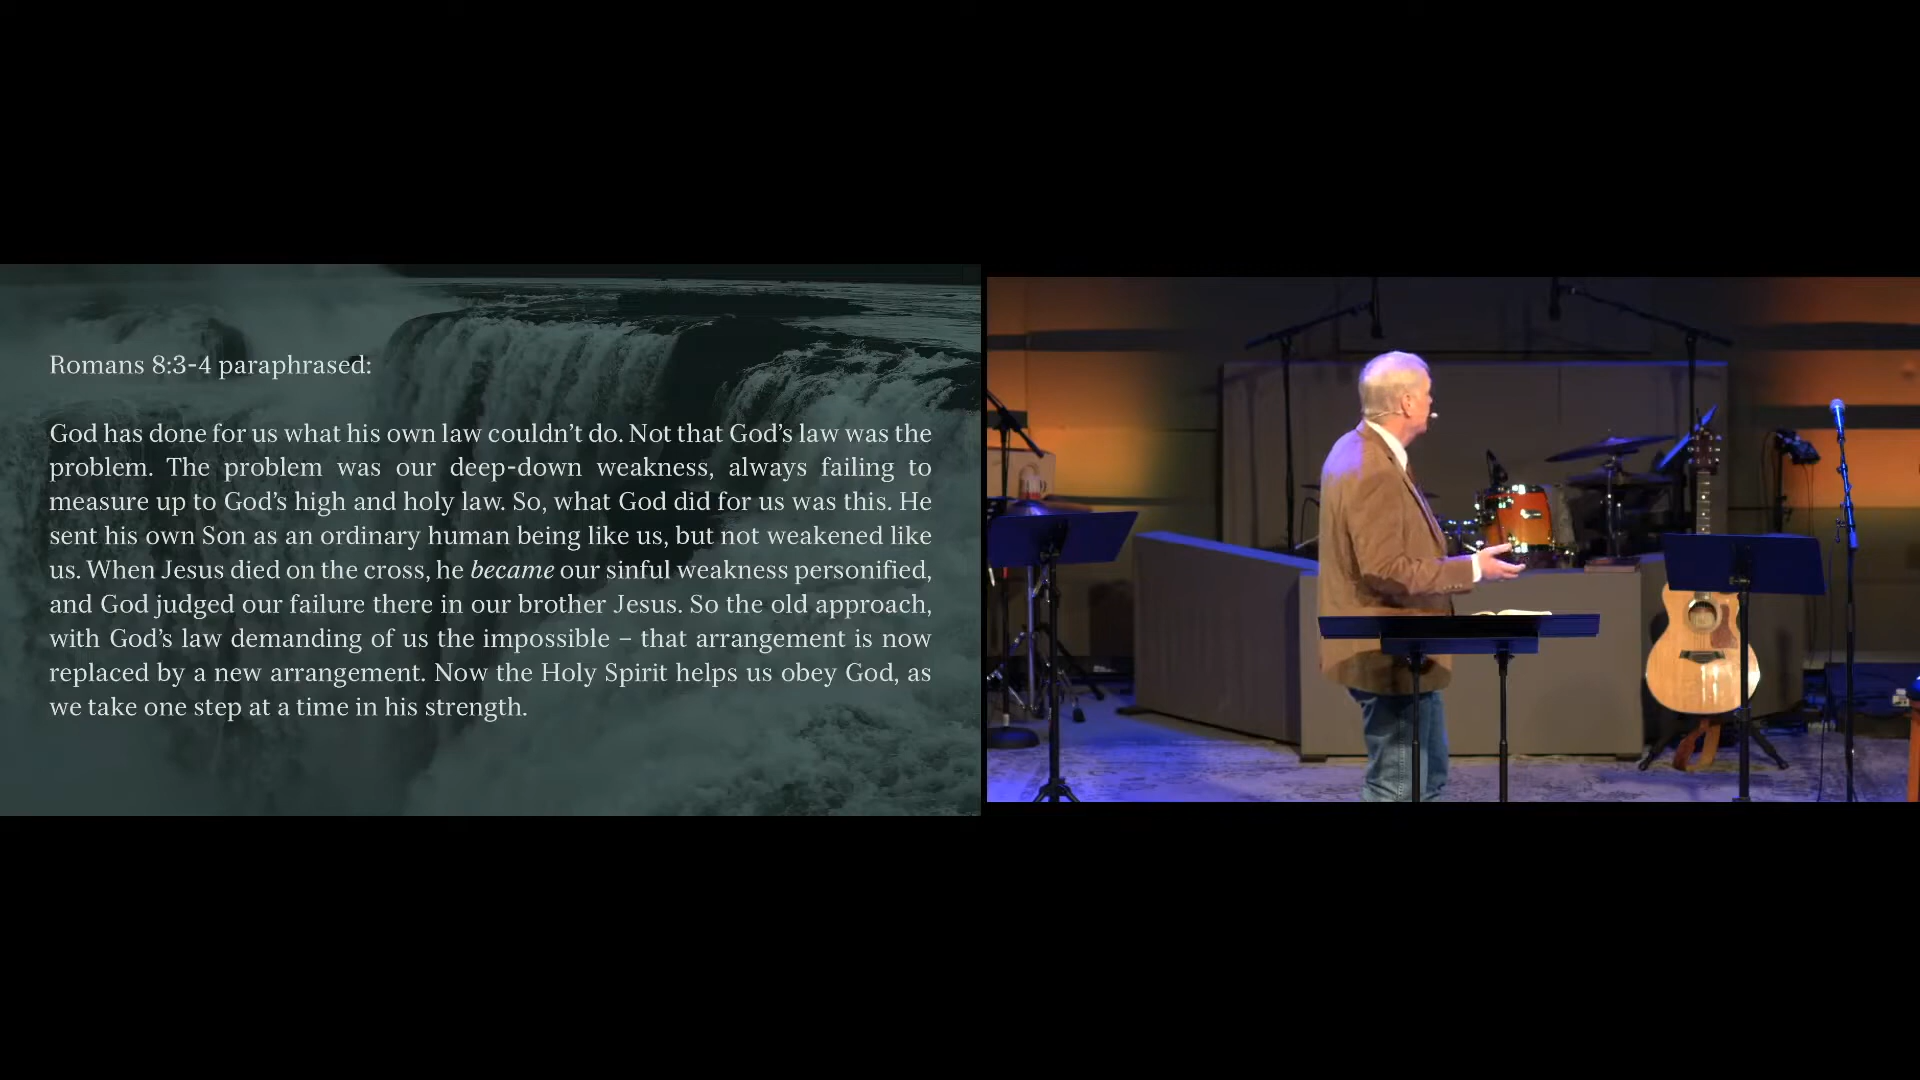 Romans 8:3-4 paraphrased:
God has done for us what his own law couldn’t do. Not that God’s law was the
problem. The problem was our deep-down weakness, always failing to
measure up to God’s high and holy law. So, what God did for us was this. He
sent his own Son as an ordinary human being like us, but not weakened like
us. When Jesus died on the cross, he became our sinful weakness personified,
and God judged our failure there in our brother Jesus. So the old approach,
with God’s law demanding of us the impossible – that arrangement is now
replaced by a new arrangement. Now the Holy Spirit helps us obey God, as
we take one step at a time in his strength.